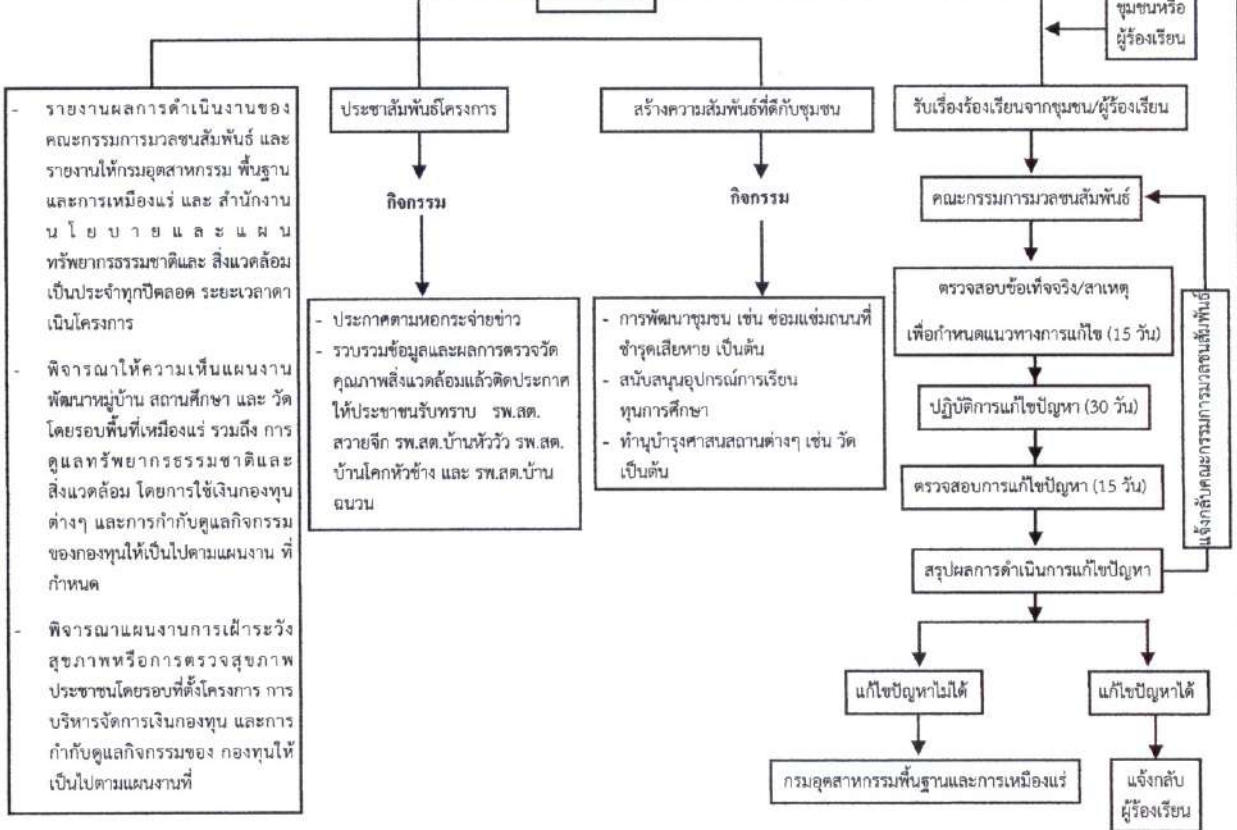 ชุมชนหรือ
ผู้ร้องเรียน
- รายงานผลการดำเนินงานของ
คณะกรรมการมวลชนสัมพันธ์ และ
รายงานให้กรมอุตสาหกรรม พื้นฐาน
และการเหมืองแร่ และ สำนักงาน
น โ ย บ า ย แ ล ะ แ ผ น
ทรัพยากรธรรมชาติและ สิ่งแวดล้อม
เป็นประจำทุกปีตลอด ระยะเวลาดา
เนินโครงการ
- พิจารณาให้ความเห็นแผนงาน
พัฒนาหมู่บ้าน สถานศึกษา และ วัด
โดยรอบพื้นที่เหมืองแร่ รวมถึง การ
ดูแลทรัพยากรธรรมชาติและ
สิ่งแวดล้อม โดยการใช้เงินกองทุน
ต่างๆ และการกำกับดูแลกิจกรรม
ของกองทุนให้เป็นไปตามแผนงาน ที่
กำหนด
- พิจารณาแผนงานการเฝ้าระวัง
สุขภาพหรือการตรวจสุขภาพ
ประชาชนโดยรอบที่ตั้งโครงการ การ
บริหารจัดการเงินกองทุน และการ
กำกับดูแลกิจกรรมของ กองทุนให้
เป็นไปตามแผนงานที่
ประชาสัมพันธ์โครงการ
กิจกรรม
- ประกาศตามหอกระจ่ายข่าว
- รวบรวมข้อมูลและผลการตรวจวัด
คุณภาพสิ่งแวดล้อมแล้วติดประกาศ
ให้ประชาชนรับทราบ รพ.สต.
สวายจีก รพ.สต.บ้านหัววัว รพ.สต.
บ้านโคกหัวช้าง และ รพ.สต.บ้าน
ฉนวน
สร้างความสัมพันธ์ที่ดีกับชุมชน
กิจกรรม
- การพัฒนาชุมชน เช่น ซ่อมแซ่มถนนที่
ชำรุดเสียหาย เป็นต้น
- สนับสนุนอุปกรณ์การเรียน
ทุนการศึกษา
- ทำนุบำรุงศาสนสถานต่างๆ เช่น วัด
เป็นต้น
รับเรื่องร้องเรียนจากชุมชน/ผู้ร้องเรียน
คณะกรรมการมวลชนสัมพันธ์
ตรวจสอบข้อเท็จจริง/สาเหตุ
เพื่อกำหนดแนวทางการแก้ไข (15 วัน)
ปฏิบัติการแก้ไขปัญหา (30 วัน)
ตรวจสอบการแก้ไขปัญหา (15 วัน)
สรุปผลการดำเนินการแก้ไขปัญหา
แจ้งกลับคณะกรรมการมวลชนสัมพันธ์
แก้ไขปัญหาไม่ได้
แก้ไขปัญหาได้
กรมอุตสาหกรรมพื้นฐานและการเหมืองแร่
แจ้งกลับ
ผู้ร้องเรียน